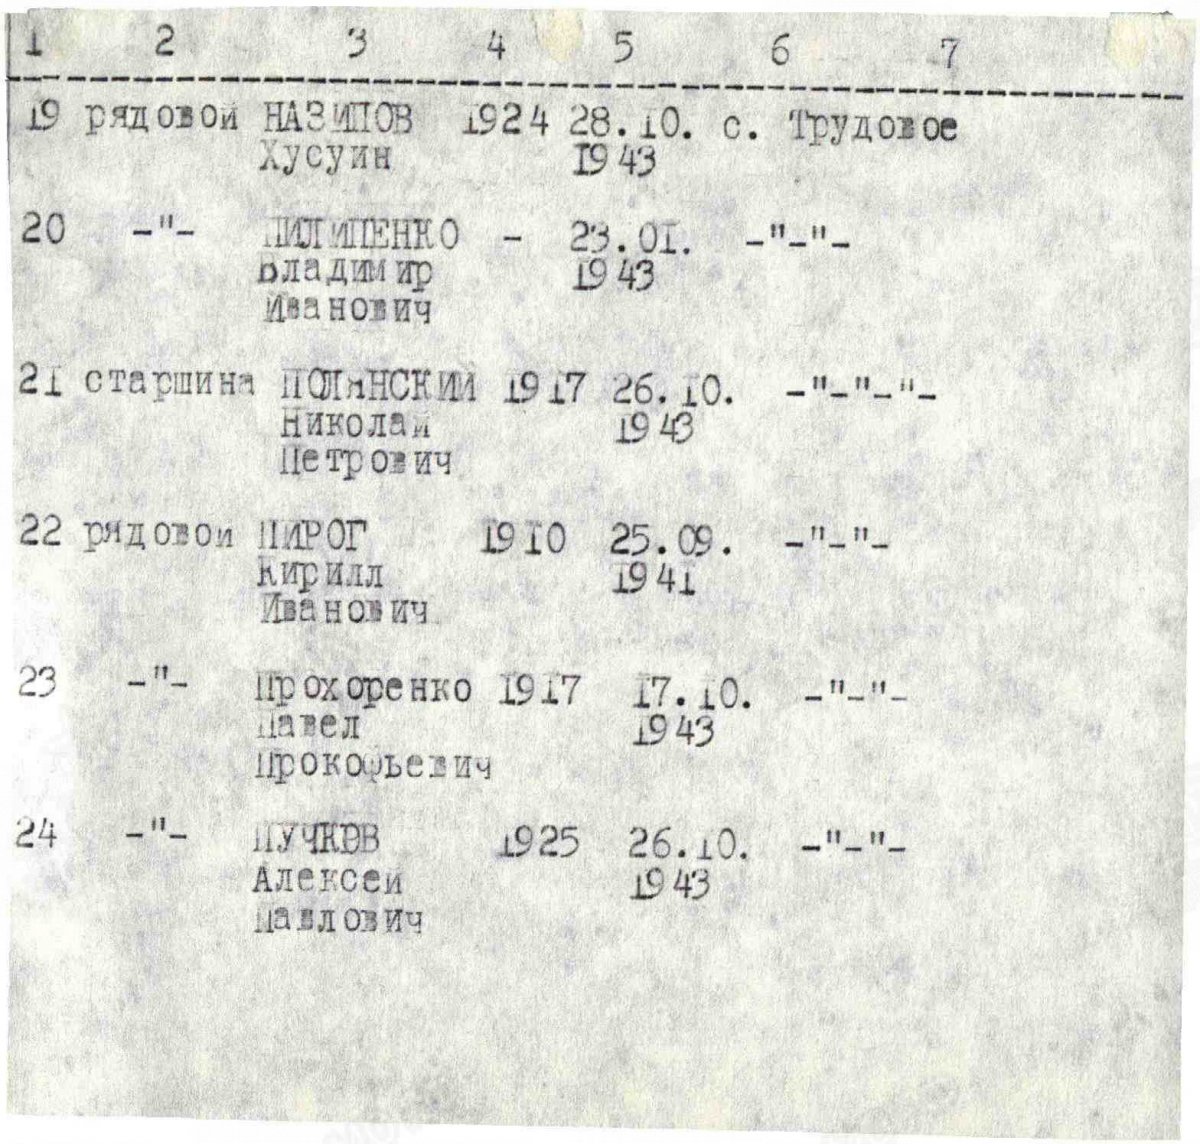 1 2 3 4 5 6 7
19 рядовой НАЗИПОВ 1924 28.10. с. Трудовое
Хусуин 1943
20 -"- ПИЛИПЕНКО - 23.01. -"-"-
Владимир 1943
Иванович
21 старшина ПОЛЯНСКИЙ 1917 26.10. -"-"-"-
Николай 1943
Петрович
22 рядовой ПИРОГ 1910 25.09. -"-"-
Кирилл 1941
Иванович
23 -"- Прохоренко 1917 17.10. -"-"-
Павел 1943
Прокофьевич
24 -"- ПУЧКОВ 1925 26.10. -"-"-
Алексей 1943
Павлович